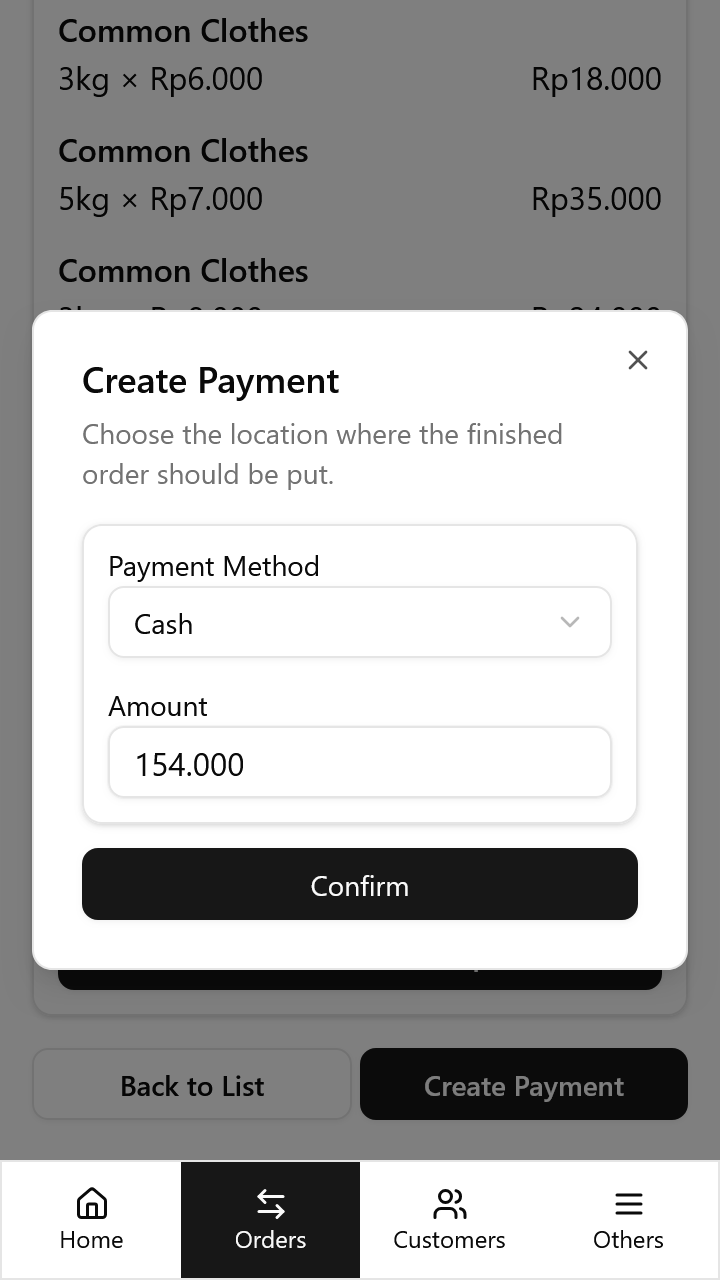 Common Clothes
3kg × Rp6.000 Rp18.000
Common Clothes
5kg × Rp7.000 Rp35.000
Common Clothes
Create Payment
Choose the location where the finished
order should be put.
Payment Method
Cash
Amount
154.000
Confirm
Back to List Create Payment
Home Orders Customers Others